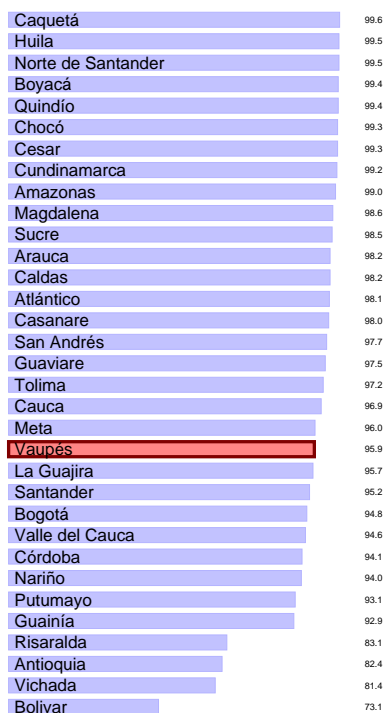 Caquetá 99.6
Huila 99.5
Norte de Santander 99.5
Boyacá 99.4
Quindío 99.4
Chocó 99.3
Cesar 99.3
Cundinamarca 99.2
Amazonas 99.0
Magdalena 98.6
Sucre 98.5
Arauca 98.2
Caldas 98.2
Atlántico 98.1
Casanare 98.0
San Andrés 97.7
Guaviare 97.5
Tolima 97.2
Cauca 96.9
Meta 96.0
Vaupés 95.9
La Guajira 95.7
Santander 95.2
Bogotá 94.8
Valle del Cauca 94.6
Córdoba 94.1
Nariño 94.0
Putumayo 93.1
Guainía 92.9
Risaralda 83.1
Antioquia 82.4
Vichada 81.4
Bolivar 73.1